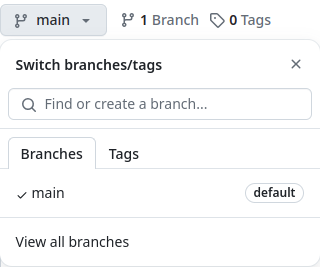 main
1 Branch
0 Tags
Switch branches/tags
Find or create a branch...
Branches
Tags
main
default
View all branches